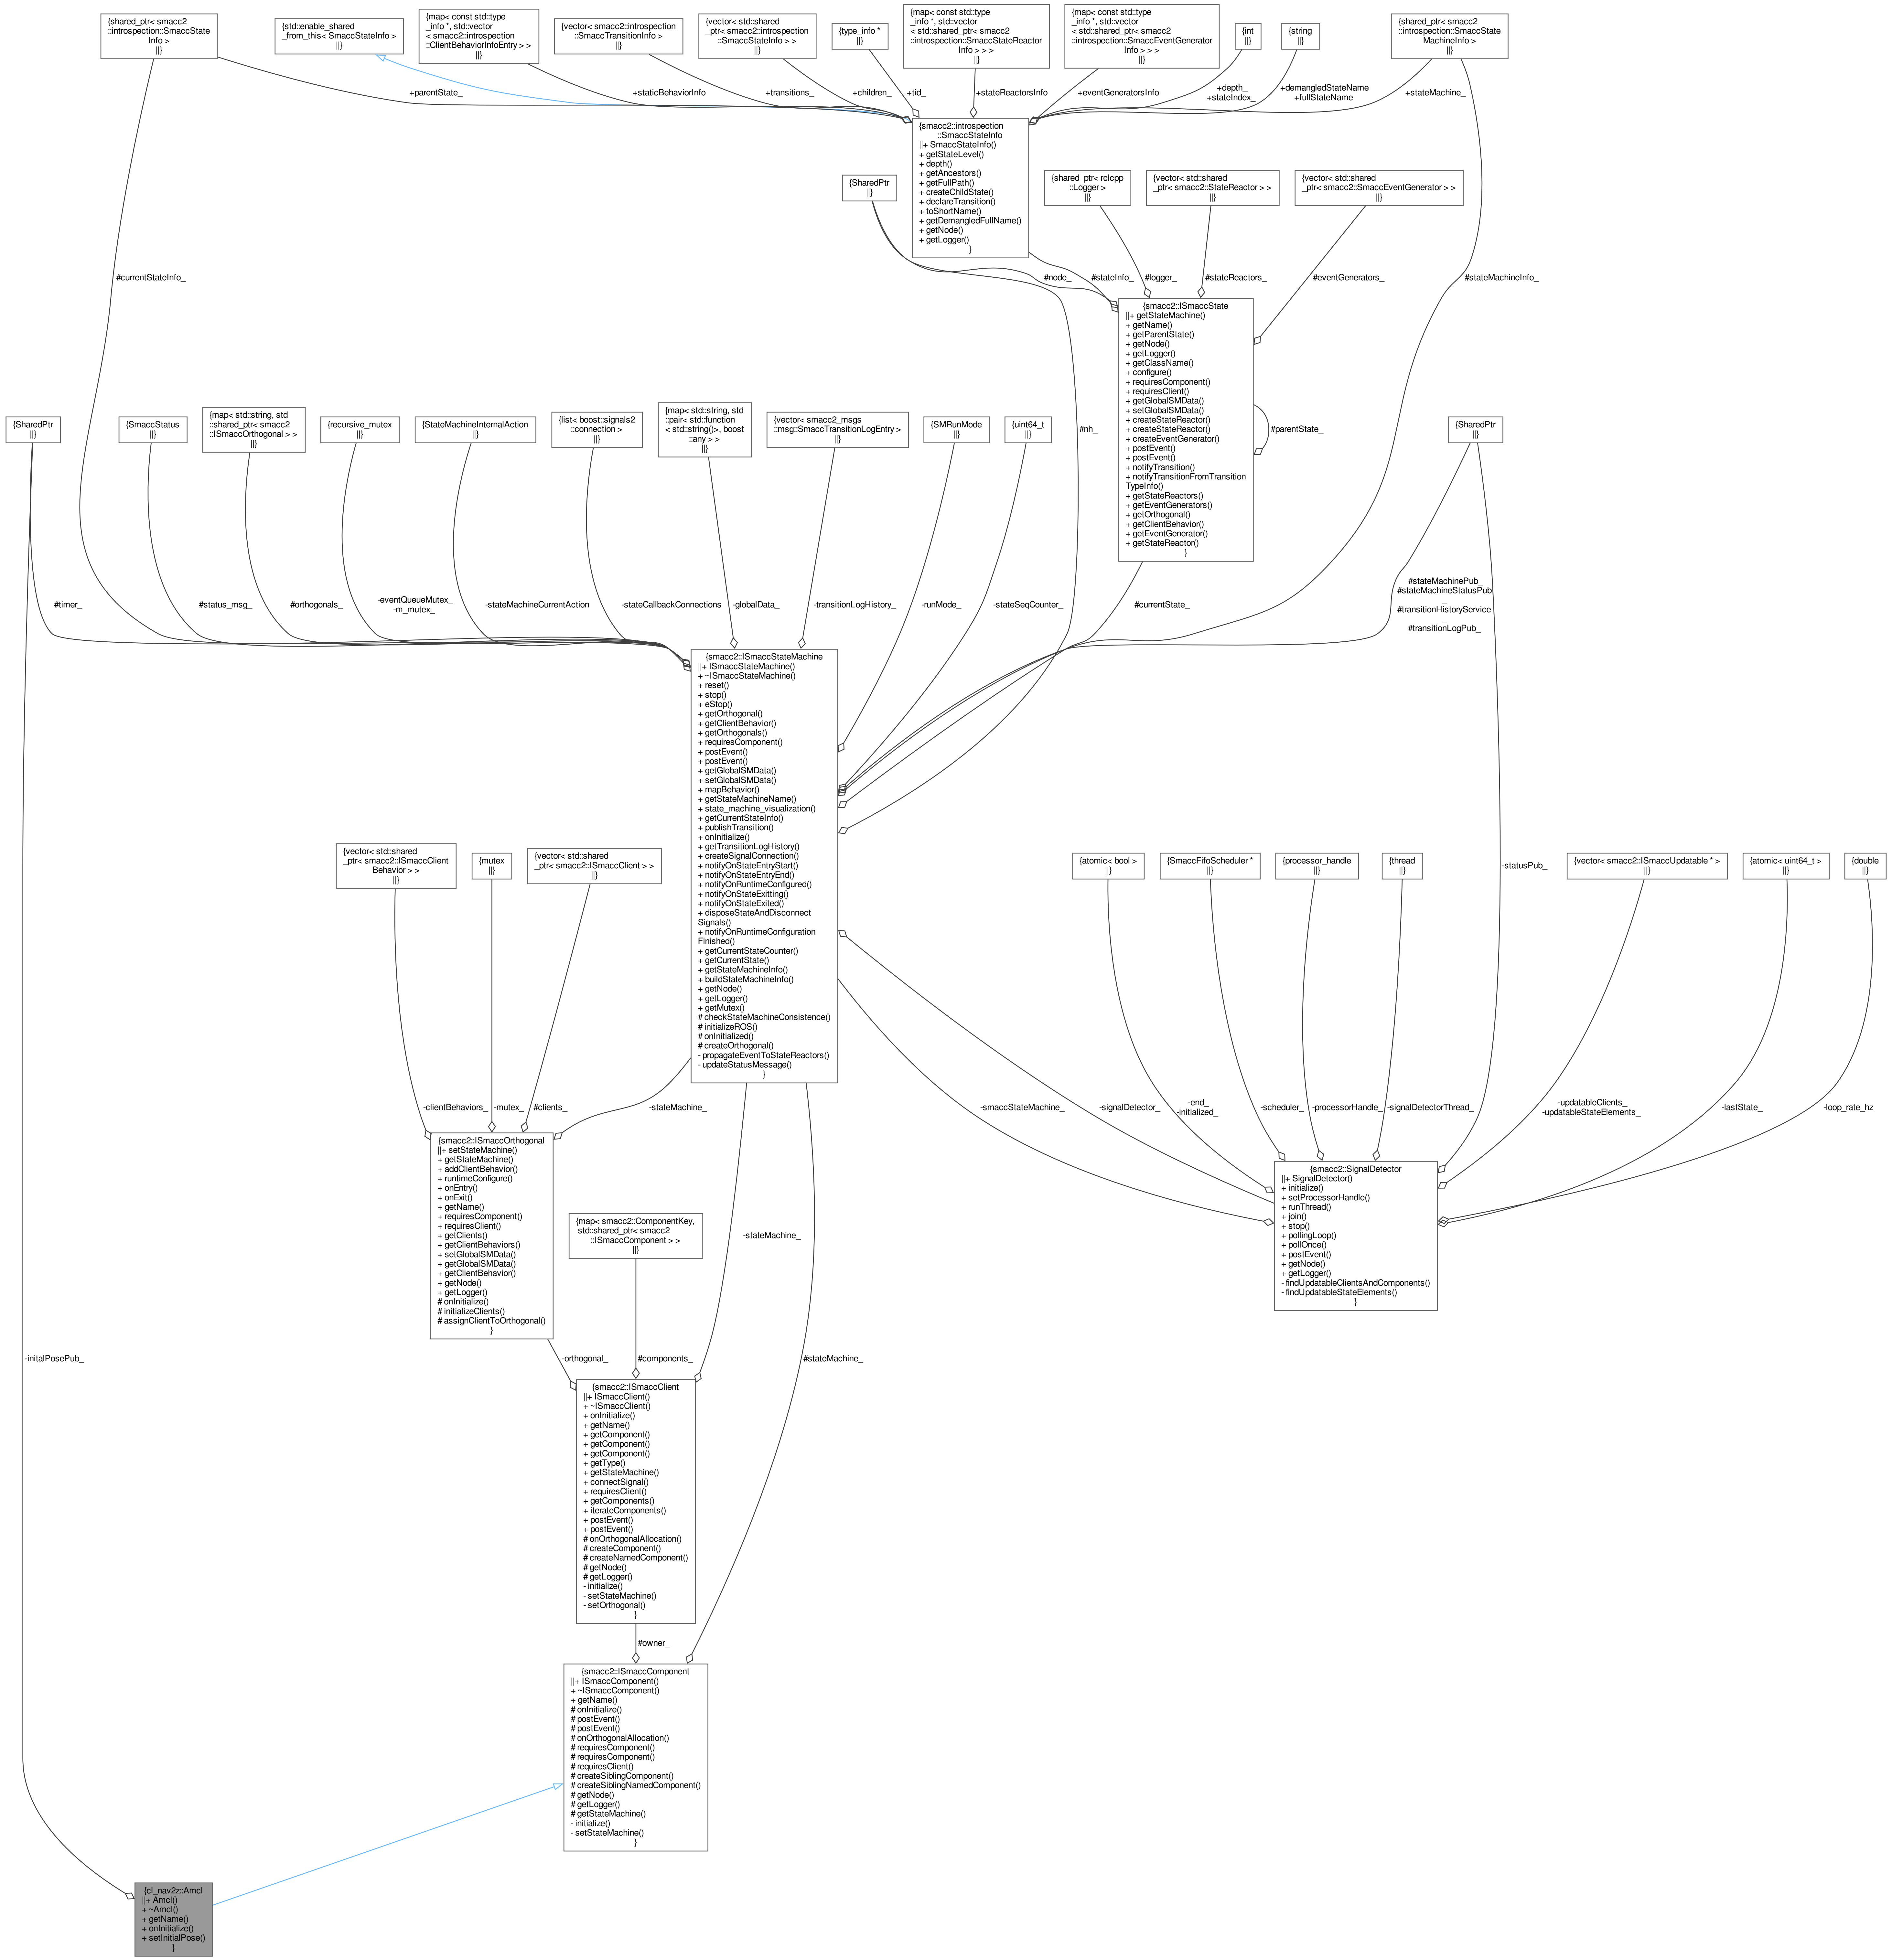 {shared_ptr< smacc2
::introspection::SmaccState
Info >
||}
{std::enable_shared
_from_this< SmaccStateInfo >
||}
{map< const std::type
_info *, std::vector
< smacc2::introspection
::ClientBehaviorInfoEntry > >
||}
{vector< smacc2::introspection
::SmaccTransitionInfo >
||}
{vector< std::shared
_ptr< smacc2::introspection
::SmaccStateInfo > >
||}
{type_info *
||}
{map< const std::type
_info *, std::vector
< std::shared_ptr< smacc2
::introspection::SmaccStateReactor
Info > > >
||}
{map< const std::type
_info *, std::vector
< std::shared_ptr< smacc2
::introspection::SmaccEventGenerator
Info > > >
||}
{int
||}
{string
||}
{shared_ptr< smacc2
::introspection::SmaccState
MachineInfo >
||}
+parentState_
+staticBehaviorInfo
+transitions_
+children_
+tid_
+stateReactorsInfo
+eventGeneratorsInfo
+depth_
+stateIndex_
+demangledStateName
+fullStateName
+stateMachine_
{smacc2::introspection
::SmaccStateInfo
||+ SmaccStateInfo()
+ getStateLevel()
+ depth()
+ getAncestors()
+ getFullPath()
+ createChildState()
+ declareTransition()
+ toShortName()
+ getDemangledFullName()
+ getNode()
+ getLogger()
}
{SharedPtr
||}
{shared_ptr< rclcpp
::Logger >
||}
{vector< std::shared
_ptr< smacc2::StateReactor > >
||}
{vector< std::shared
_ptr< smacc2::SmaccEventGenerator > >
||}
#currentStateInfo_
#node_
#stateInfo_
#logger_
#stateReactors_
#eventGenerators_
#stateMachineInfo_
{smacc2::ISmaccState
||+ getStateMachine()
+ getName()
+ getParentState()
+ getNode()
+ getLogger()
+ getClassName()
+ configure()
+ requiresComponent()
+ requiresClient()
+ getGlobalSMData()
+ setGlobalSMData()
+ createStateReactor()
+ createStateReactor()
+ createEventGenerator()
+ postEvent()
+ postEvent()
+ notifyTransition()
+ notifyTransitionFromTransition
TypeInfo()
+ getStateReactors()
+ getEventGenerators()
+ getOrthogonal()
+ getClientBehavior()
+ getEventGenerator()
+ getStateReactor()
}
#parentState_
{SharedPtr
||}
{SmaccStatus
||}
{map< std::string, std
::shared_ptr< smacc2
::ISmaccOrthogonal > >
||}
{recursive_mutex
||}
{StateMachineInternalAction
||}
{list< boost::signals2
::connection >
||}
{map< std::string, std
::pair< std::function
< std::string()>, boost
::any > >
||}
{vector< smacc2_msgs
::msg::SmaccTransitionLogEntry >
||}
{SMRunMode
||}
{uint64_t
||}
#nh_
{SharedPtr
||}
#timer_
#status_msg_
#orthogonals_
-eventQueueMutex_
-m_mutex_
-stateMachineCurrentAction
-stateCallbackConnections
-globalData_
-transitionLogHistory_
-runMode_
-stateSeqCounter_
#currentState_
#stateMachinePub_
#stateMachineStatusPub
_
#transitionHistoryService
_
#transitionLogPub_
{smacc2::ISmaccStateMachine
||+ ISmaccStateMachine()
+ ~ISmaccStateMachine()
+ reset()
+ stop()
+ eStop()
+ getOrthogonal()
+ getClientBehavior()
+ getOrthogonals()
+ requiresComponent()
+ postEvent()
+ postEvent()
+ getGlobalSMData()
+ setGlobalSMData()
+ mapBehavior()
+ getStateMachineName()
+ state_machine_visualization()
+ getCurrentStateInfo()
+ publishTransition()
+ onInitialize()
+ getTransitionLogHistory()
+ createSignalConnection()
+ notifyOnStateEntryStart()
+ notifyOnStateEntryEnd()
+ notifyOnRuntimeConfigured()
+ notifyOnStateExitting()
+ notifyOnStateExited()
+ disposeStateAndDisconnect
Signals()
+ notifyOnRuntimeConfiguration
Finished()
+ getCurrentStateCounter()
+ getCurrentState()
+ getStateMachineInfo()
+ buildStateMachineInfo()
+ getNode()
+ getLogger()
+ getMutex()
# checkStateMachineConsistence()
# initializeROS()
# onInitialized()
# createOrthogonal()
- propagateEventToStateReactors()
- updateStatusMessage()
}
{vector< std::shared
_ptr< smacc2::ISmaccClient
Behavior > >
||}
{mutex
||}
{vector< std::shared
_ptr< smacc2::ISmaccClient > >
||}
{atomic< bool >
||}
{SmaccFifoScheduler *
||}
{processor_handle
||}
{thread
||}
-statusPub_
{vector< smacc2::ISmaccUpdatable * >
||}
{atomic< uint64_t >
||}
{double
||}
-clientBehaviors_
-mutex_
#clients_
-stateMachine_
-smaccStateMachine_
-signalDetector_
-end_
-initialized_
-scheduler_
-processorHandle_
-signalDetectorThread_
-updatableClients_
-updatableStateElements_
-lastState_
-loop_rate_hz
{smacc2::ISmaccOrthogonal
||+ setStateMachine()
+ getStateMachine()
+ addClientBehavior()
+ runtimeConfigure()
+ onEntry()
+ onExit()
+ getName()
+ requiresComponent()
+ requiresClient()
+ getClients()
+ getClientBehaviors()
+ setGlobalSMData()
+ getGlobalSMData()
+ getClientBehavior()
+ getNode()
+ getLogger()
# onInitialize()
# initializeClients()
# assignClientToOrthogonal()
}
{smacc2::SignalDetector
||+ SignalDetector()
+ initialize()
+ setProcessorHandle()
+ runThread()
+ join()
+ stop()
+ pollingLoop()
+ pollOnce()
+ postEvent()
+ getNode()
+ getLogger()
- findUpdatableClientsAndComponents()
- findUpdatableStateElements()
}
{map< smacc2::ComponentKey,
std::shared_ptr< smacc2
::ISmaccComponent > >
||}
-stateMachine_
-initalPosePub_
-orthogonal_
#components_
#stateMachine_
{smacc2::ISmaccClient
||+ ISmaccClient()
+ ~ISmaccClient()
+ onInitialize()
+ getName()
+ getComponent()
+ getComponent()
+ getComponent()
+ getType()
+ getStateMachine()
+ connectSignal()
+ requiresClient()
+ getComponents()
+ iterateComponents()
+ postEvent()
+ postEvent()
# onOrthogonalAllocation()
# createComponent()
# createNamedComponent()
# getNode()
# getLogger()
- initialize()
- setStateMachine()
- setOrthogonal()
}
#owner_
{smacc2::ISmaccComponent
||+ ISmaccComponent()
+ ~ISmaccComponent()
+ getName()
# onInitialize()
# postEvent()
# postEvent()
# onOrthogonalAllocation()
# requiresComponent()
# requiresComponent()
# requiresClient()
# createSiblingComponent()
# createSiblingNamedComponent()
# getNode()
# getLogger()
# getStateMachine()
- initialize()
- setStateMachine()
}
{cl_nav2z::Amcl
||+ Amcl()
+ ~Amcl()
+ getName()
+ onInitialize()
+ setInitialPose()
}